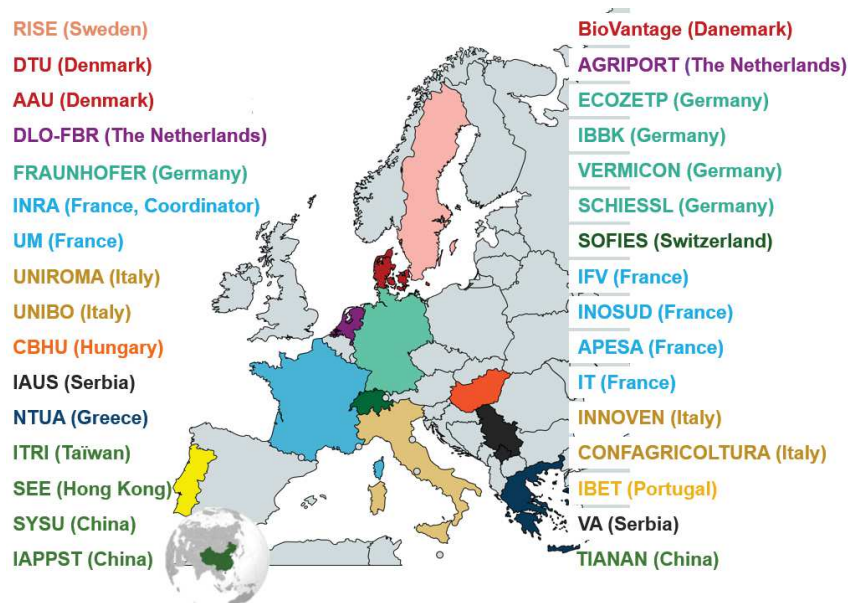 RISE (Sweden)
DTU (Denmark)
AAU (Denmark)
DLO-FBR (The Netherlands)
FRAUNHOFER (Germany)
INRA (France, Coordinator)
UM (France)
UNIROMA (Italy)
UNIBO (Italy)
CBHU (Hungary)
IAUS (Serbia)
NTUA (Greece)
ITRI (Taïwan)
SEE (Hong Kong)
SYSU (China)
IAPPST (China)
BioVantage (Danemark)
AGRIPORT (The Netherlands)
ECOZETP (Germany)
IBBK (Germany)
VERMICON (Germany)
SCHIESSL (Germany)
SOFIES (Switzerland)
IFV (France)
INOSUD (France)
APESA (France)
IT (France)
INNOVEN (Italy)
CONFAGRICOLTURA (Italy)
IBET (Portugal)
VA (Serbia)
TIANAN (China)